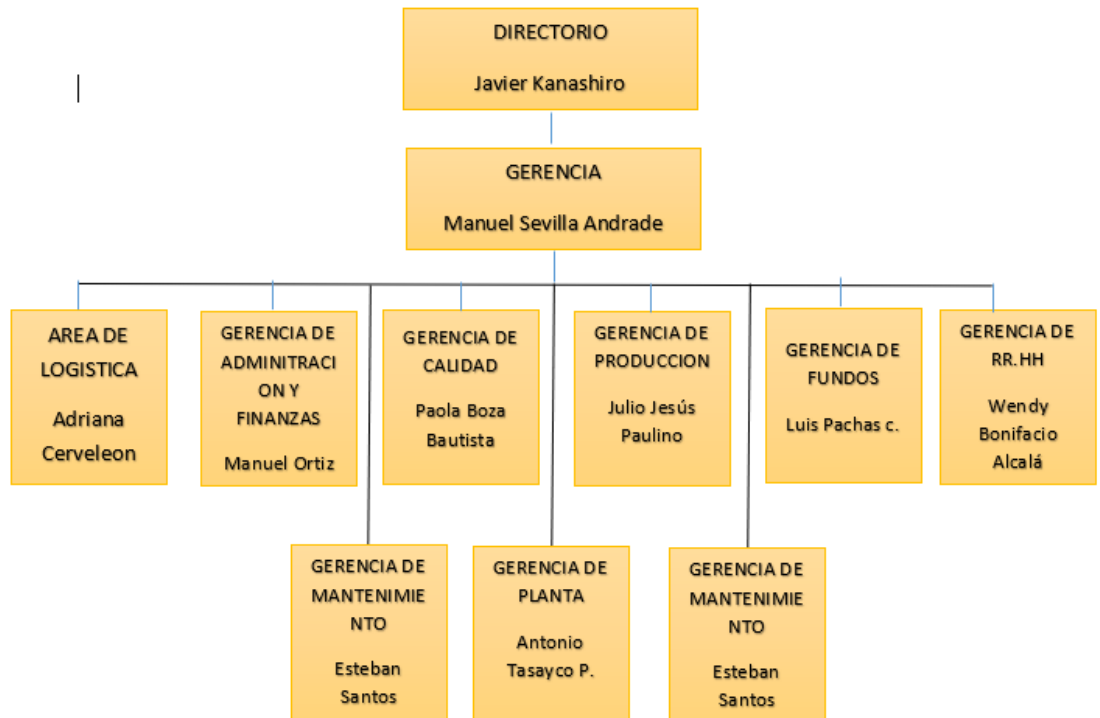 DIRECTORIO
Javier Kanashiro
GERENCIA
Manuel Sevilla Andrade
AREA DE
LOGISTICA
Adriana
Cerveleon
GERENCIA DE
ADMINITRACI
ON Y
FINANZAS
Manuel Ortiz
GERENCIA DE
CALIDAD
Paola Boza
Bautista
GERENCIA DE
PRODUCCION
Julio Jesús
Paulino
GERENCIA DE
FUNDOS
Luis Pachas c.
GERENCIA DE
RR.HH
Wendy
Bonifacio
Alcalá
GERENCIA DE
MANTENIMIE
NTO
Esteban
Santos
GERENCIA DE
PLANTA
Antonio
Tasayco P.
GERENCIA DE
MANTENIMIE
NTO
Esteban
Santos